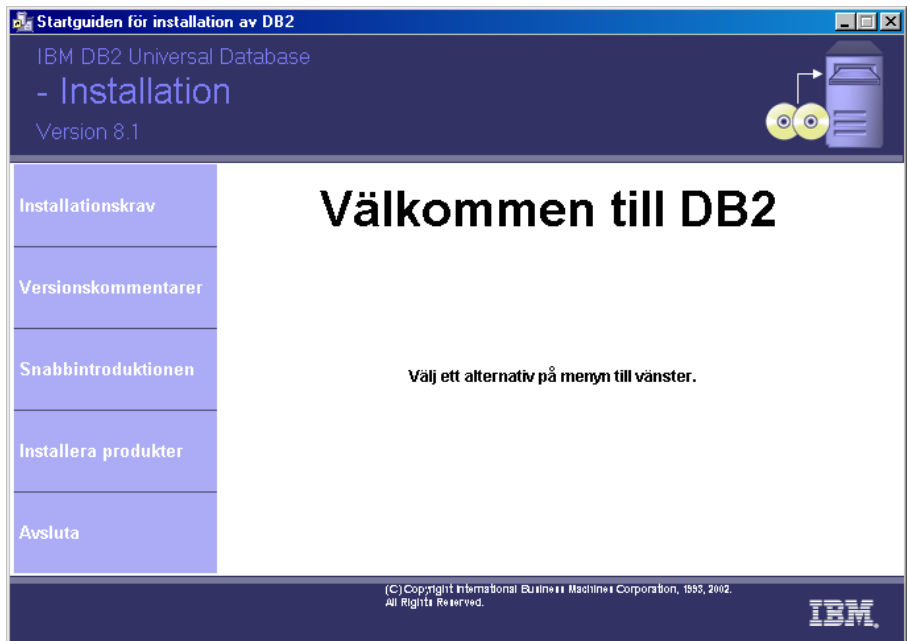 Startguiden för installation av DB2
IBM DB2 Universal Database
- Installation
Version 8.1
Installationskrav
Versionskommentarer
Snabbintroduktionen
Installera produkter
Avsluta
Välkommen till DB2
Välj ett alternativ på menyn till vänster.
(C) Copyright International Business Machines Corporation, 1993, 2002.
All Rights Reserved.
IBM.